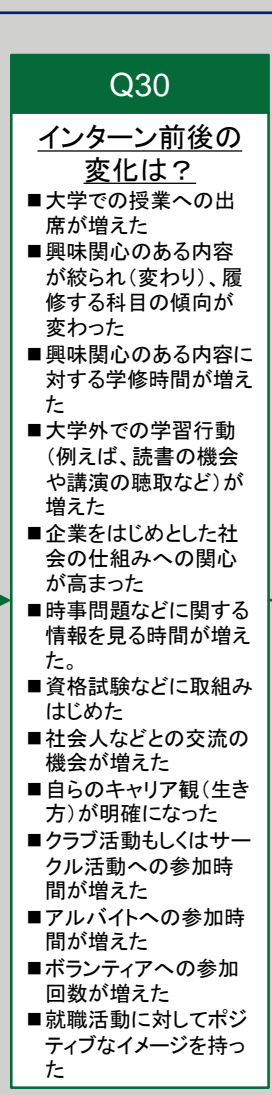 Q30
インターン前後の
変化は？
■大学での授業への出
席が増えた
■興味関心のある内容
が絞られ（変わり）、履
修する科目の傾向が
変わった
■興味関心のある内容に
対する学修時間が増え
た
■大学外での学習行動
（例えば、読書の機会
や講演の聴取など）が
増えた
■企業をはじめとした社
会の仕組みへの関心
が高まった
■時事問題などに関する
情報を見る時間が増え
た。
■資格試験などに取組み
はじめた
■社会人などとの交流の
機会が増えた
■自らのキャリア観（生き
方）が明確になった
■クラブ活動もしくはサー
クル活動への参加時
間が増えた
■アルバイトへの参加時
間が増えた
■ボランティアへの参加
回数が増えた
■就職活動に対してポジ
ティブなイメージを持っ
た